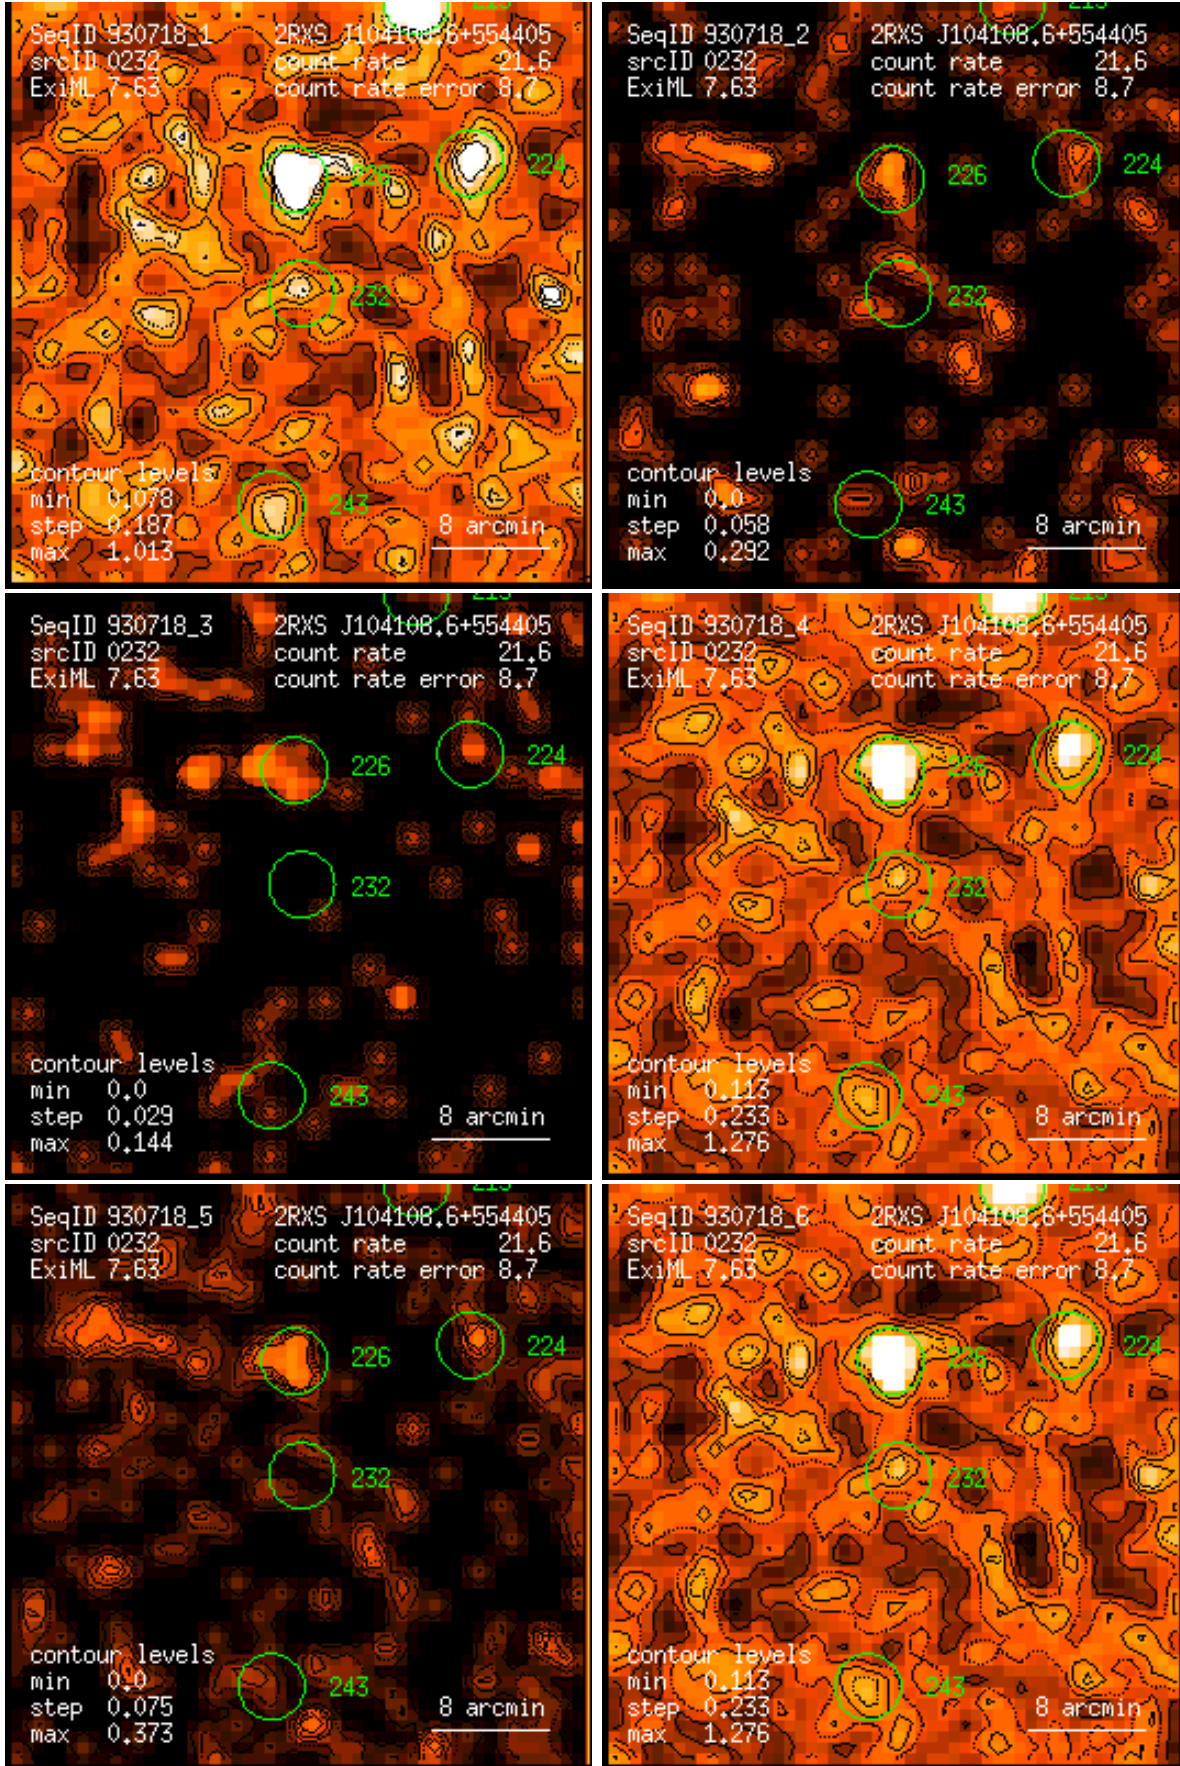 213
SeqID 930718_1 2RXS J104108.6+554405
srcID 0232 count rate 21.6
ExiML 7.63 count rate error 8.7
226
224
232
contour levels
min 0.078
243
step 0.187
8 arcmin
max 1.013
213
SeqID 930718_2 2RXS J104108.6+554405
srcID 0232 count rate 21.6
ExiML 7.63 count rate error 8.7
224
226
232
contour levels
min 0.0
243
step 0.058
8 arcmin
max 0.292
213
SeqID 930718_3 2RXS J104108.6+554405
srcID 0232 count rate 21.6
ExiML 7.63 count rate error 8.7
224
226
232
contour levels
min 0.0
243
step 0.029
8 arcmin
max 0.144
213
SeqID 930718_4 2RXS J104108.6+554405
srcID 0232 count rate 21.6
ExiML 7.63 count rate error 8.7
224
226
232
contour levels
min 0.113
243
step 0.233
8 arcmin
max 1.276
213
SeqID 930718_5 2RXS J104108.6+554405
srcID 0232 count rate 21.6
ExiML 7.63 count rate error 8.7
224
226
232
contour levels
min 0.0
243
step 0.075
8 arcmin
max 0.373
213
SeqID 930718_6 2RXS J104108.6+554405
srcID 0232 count rate 21.6
ExiML 7.63 count rate error 8.7
224
226
232
contour levels
min 0.113
243
step 0.233
8 arcmin
max 1.276